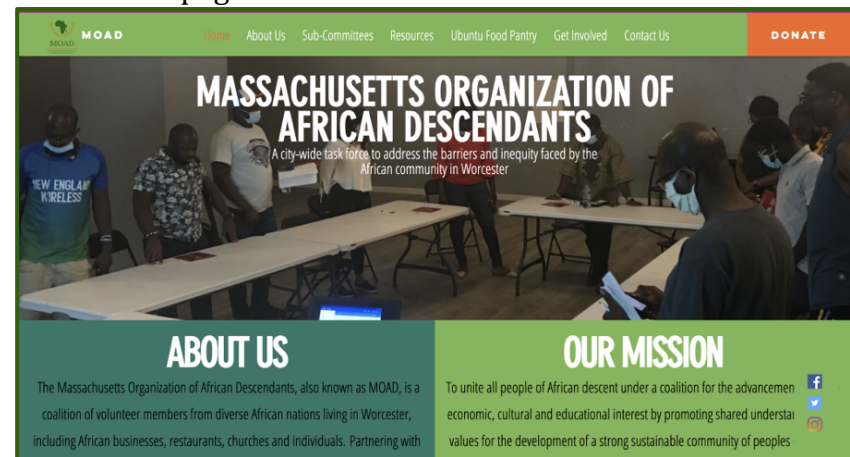 MOAD
MOAD
Home About Us Sub-Committees Resources Ubuntu Food Pantry Get Involved Contact Us
DONATE
MASSACHUSETTS ORGANIZATION OF
AFRICAN DESCENDANTS
A city-wide task force to address the barriers and inequity faced by the
African community in Worcester
NEW ENGLAND
WIRELESS
ABOUT US
The Massachusetts Organization of African Descendants, also known as MOAD, is a
coalition of volunteer members from diverse African nations living in Worcester,
including African businesses, restaurants, churches and individuals. Partnering with
OUR MISSION
To unite all people of African descent under a coalition for the advancemen
economic, cultural and educational interest by promoting shared understa
values for the development of a strong sustainable community of peoples